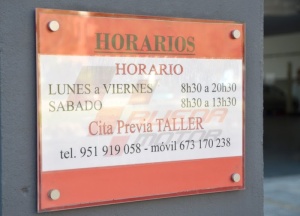 HORARIOS
HORARIO
LUNES a VIERNES 8h30 a 20h30
SABADO 8h30 a 13h30
Cita Previa TALLER
tel. 951 919 058 - móvil 673 170 238